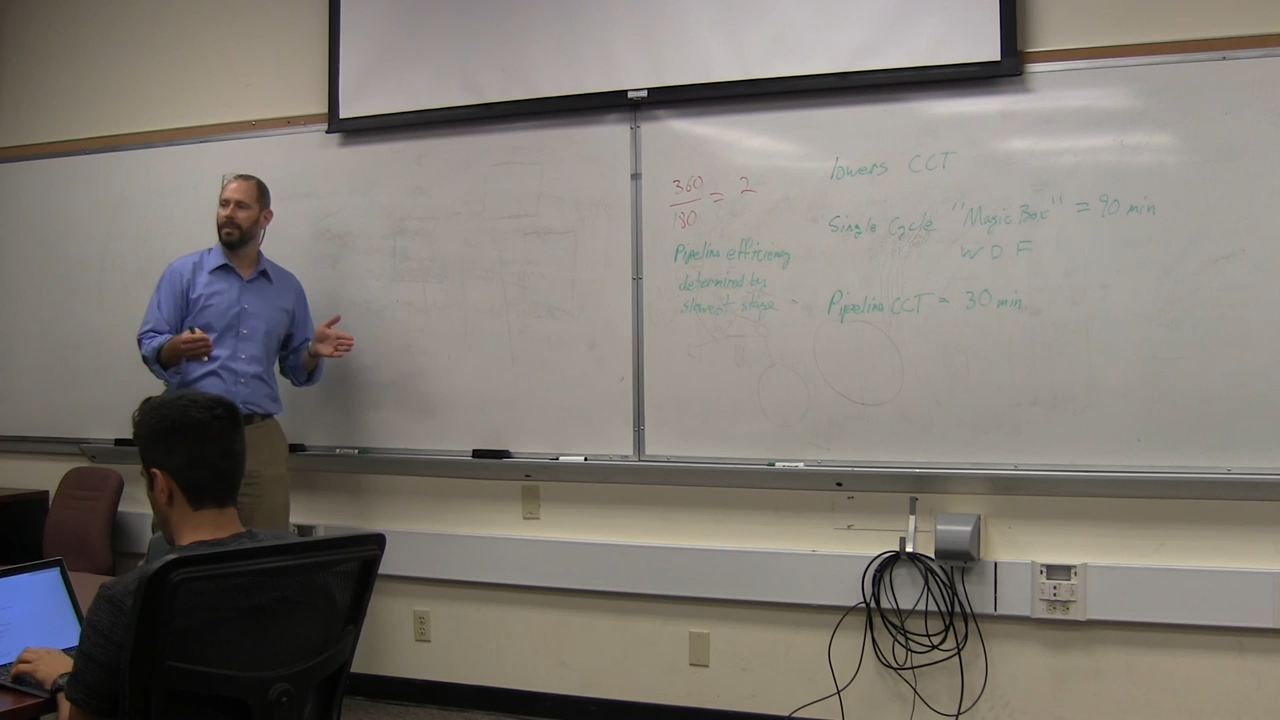 360
180
= 2
Pipeline efficiency
determined by
slowest stage
lowers CCT
Single Cycle "Magic Box" = 90 min
W D F
Pipeline CCT = 30 min